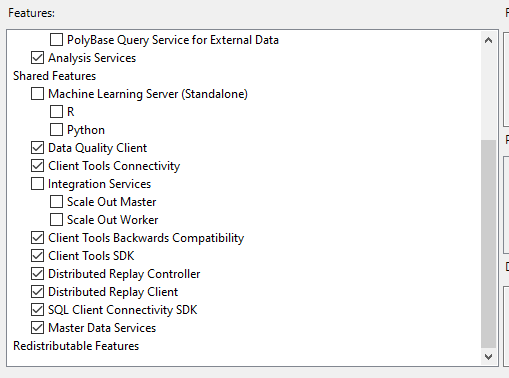 Features:
PolyBase Query Service for External Data
Analysis Services
Shared Features
Machine Learning Server (Standalone)
R
Python
Data Quality Client
Client Tools Connectivity
Integration Services
Scale Out Master
Scale Out Worker
Client Tools Backwards Compatibility
Client Tools SDK
Distributed Replay Controller
Distributed Replay Client
SQL Client Connectivity SDK
Master Data Services
Redistributable Features